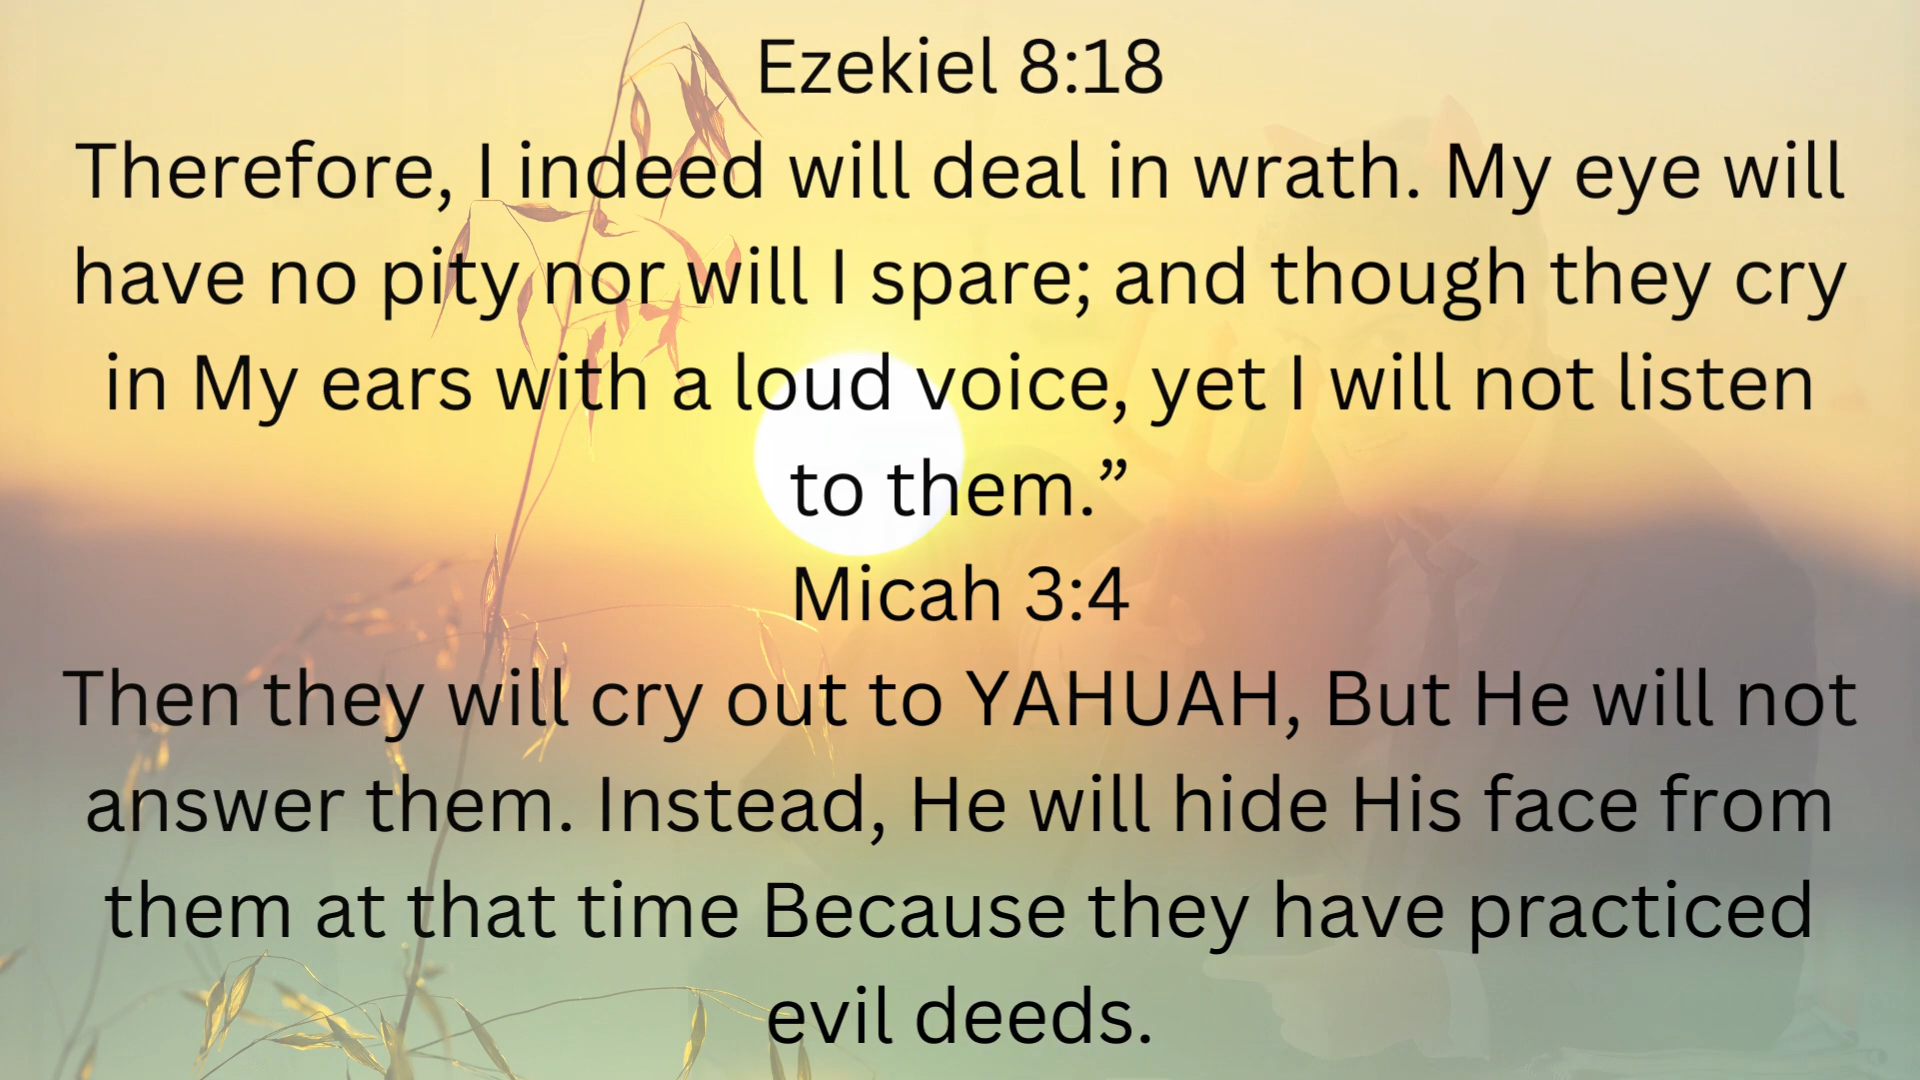 Ezekiel 8:18
Therefore, I indeed will deal in wrath. My eye will
have no pity nor will I spare; and though they cry
in My ears with a loud voice, yet I will not listen
to them.”
Micah 3:4
Then they will cry out to YAHUAH, But He will not
answer them. Instead, He will hide His face from
them at that time Because they have practiced
evil deeds.